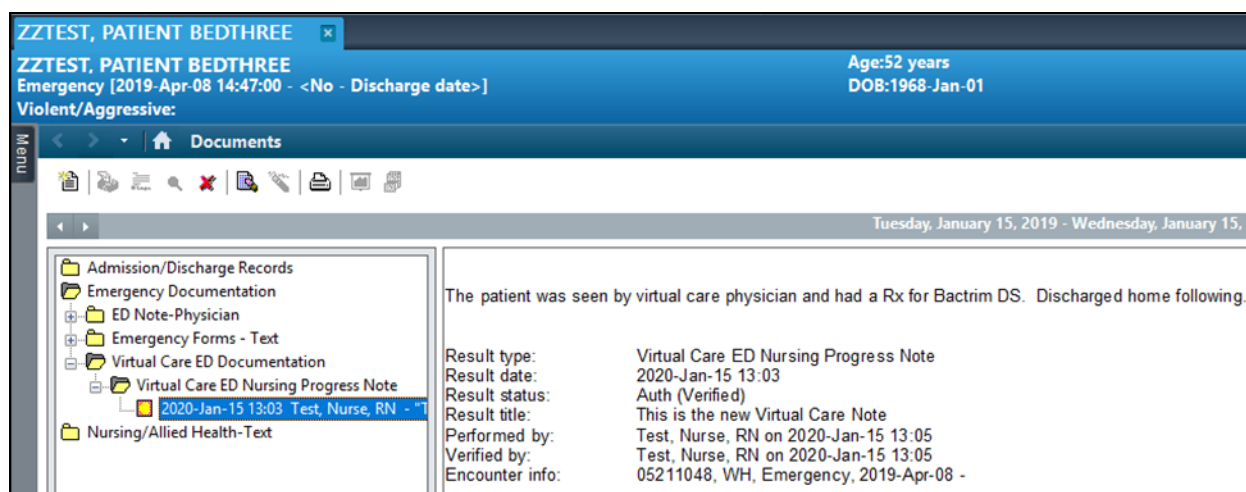 ZZTEST, PATIENT BEDTHREE
ZZTEST, PATIENT BEDTHREE
Age:52 years
Emergency [2019-Apr-08 14:47:00 - <No - Discharge date>]
DOB:1968-Jan-01
Violent/Aggressive:
Menu
Documents
Tuesday, January 15, 2019 - Wednesday, January 15,
Admission/Discharge Records
Emergency Documentation
ED Note-Physician
Emergency Forms - Text
Virtual Care ED Documentation
Virtual Care ED Nursing Progress Note
2020-Jan-15 13:03 Test, Nurse, RN - "T
Nursing/Allied Health-Text
The patient was seen by virtual care physician and had a Rx for Bactrim DS. Discharged home following.
Result type: Virtual Care ED Nursing Progress Note
Result date: 2020-Jan-15 13:03
Result status: Auth (Verified)
Result title: This is the new Virtual Care Note
Performed by: Test, Nurse, RN on 2020-Jan-15 13:05
Verified by: Test, Nurse, RN on 2020-Jan-15 13:05
Encounter info: 05211048, WH, Emergency, 2019-Apr-08 -